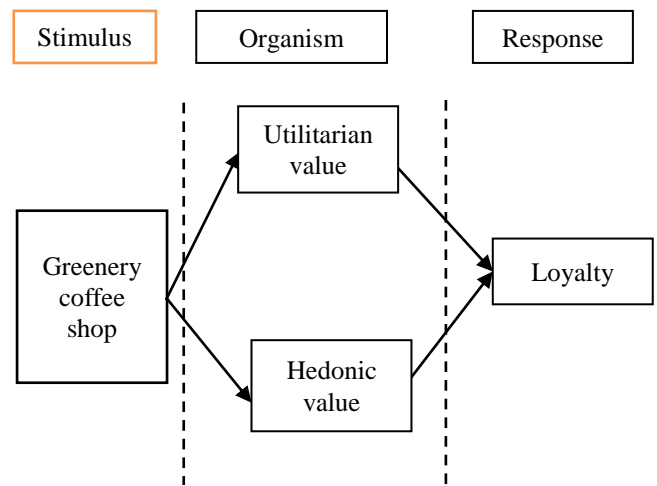 Stimulus
Organism
Response
Utilitarian
value
Greenery
coffee
shop
Loyalty
Hedonic
value